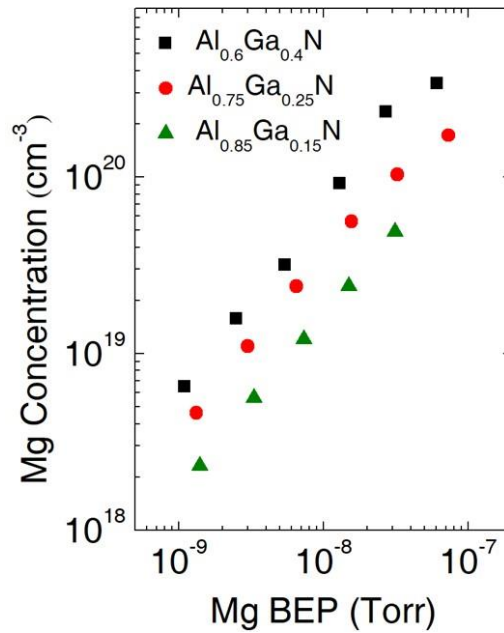 Al0.6Ga0.4N
Al0.75Ga0.25N
Al0.85Ga0.15N
10^20
10^19
10^18
Mg Concentration (cm^-3)
10^-9 10^-8 10^-7
Mg BEP (Torr)